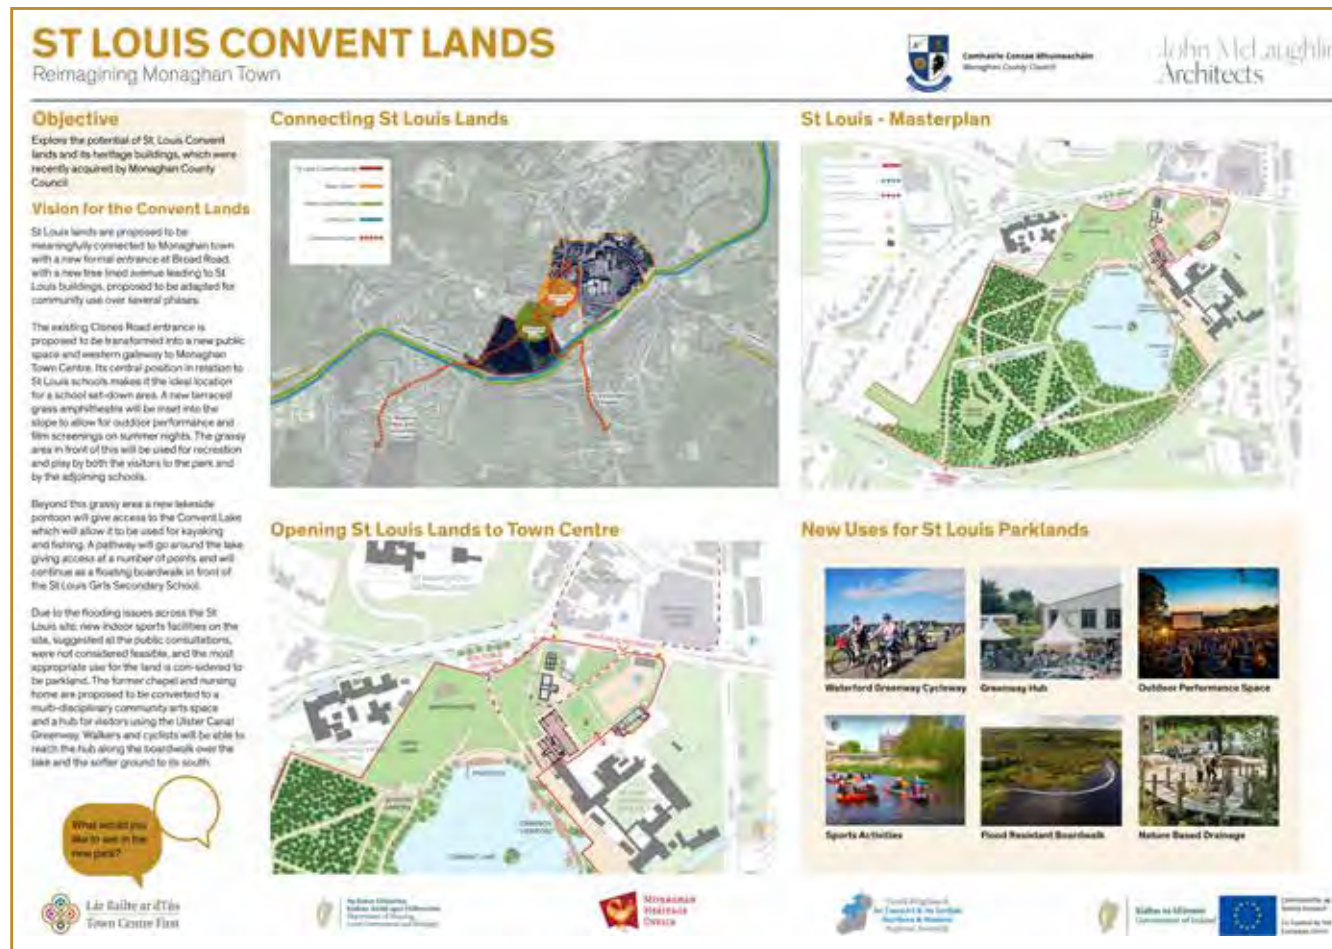 ST LOUIS CONVENT LANDS
Reimagining Monaghan Town
Comhairle Contae Mhuineacháin
Monaghan County Council
John McLaughlin
Architects
Objective
Explore the potential of St. Louis Convent
lands and its heritage buildings, which were
recently acquired by Monaghan County
Council
Vision for the Convent Lands
St Louis lands are proposed to be
meaningfully connected to Monaghan town
with a new formal entrance at Broad Road,
with a new tree lined avenue leading to St
Louis buildings, proposed to be adapted for
community use over several phases.
The existing Clones Road entrance is
proposed to be transformed into a new public
space and western gateway to Monaghan
Town Centre. Its central position in relation to
St Louis schools makes it the ideal location
for a school set-down area. A new terraced
grass amphitheatre will be inset into the
slope to allow for outdoor performance and
film screenings on summer nights. The grassy
area in front of this will be used for recreation
and play by both the visitors to the park and
by the adjoining schools.
Beyond this grassy area a new lakeside
pontoon will give access to the Convent Lake
which will allow it to be used for kayaking
and fishing. A pathway will go around the lake
giving access at a number of points and will
continue as a floating boardwalk in front of
the St Louis Girls Secondary School.
Due to the flooding issues across the St
Louis site, new indoor sports facilities on the
site, suggested at the public consultations,
were not considered feasible, and the most
appropriate use for the land is con-sidered to
be parkland. The former chapel and nursing
home are proposed to be converted to a
multi-disciplinary community arts space
and a hub for visitors using the Ulster Canal
Greenway. Walkers and cyclists will be able to
reach the hub along the boardwalk over the
lake and the softer ground to its south.
What would you
like to see in the
new park?
Connecting St Louis Lands
St Louis - Masterplan
Opening St Louis Lands to Town Centre
New Uses for St Louis Parklands
Waterford Greenway Cycleway
Greenway Hub
Outdoor Performance Space
Sports Activities
Flood Resistant Boardwalk
Nature Based Drainage
Lár Bailte ar dTús
Town Centre First
MONAGHAN
HERITAGE
OFFICE
Northern & Western
Regional Assembly
Rialtas na hÉireann
Government of Ireland